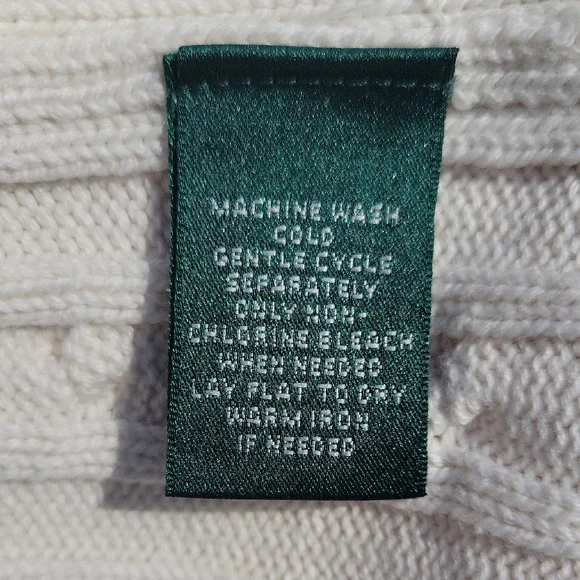 MACHINE WASH
COLD
GENTLE CYCLE
SEPARATELY
ONLY NON-
CHLORINE BLEACH
WHEN NEEDED
LAY FLAT TO DRY
WARM IRON
IF NEEDED